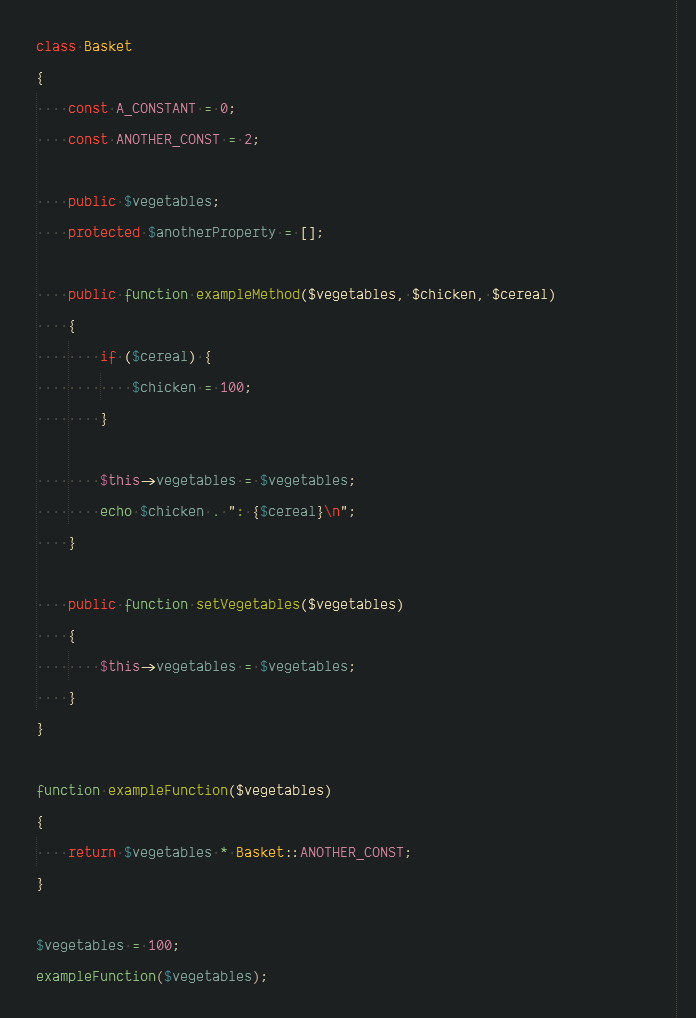 class Basket
{
    const A_CONSTANT = 0;
    const ANOTHER_CONST = 2;

    public $vegetables;
    protected $anotherProperty = [];

    public function exampleMethod($vegetables, $chicken, $cereal)
    {
        if ($cereal) {
            $chicken = 100;
        }

        $this->vegetables = $vegetables;
        echo $chicken . ": {$cereal}\n";
    }

    public function setVegetables($vegetables)
    {
        $this->vegetables = $vegetables;
    }
}

function exampleFunction($vegetables)
{
    return $vegetables * Basket::ANOTHER_CONST;
}

$vegetables = 100;
exampleFunction($vegetables);